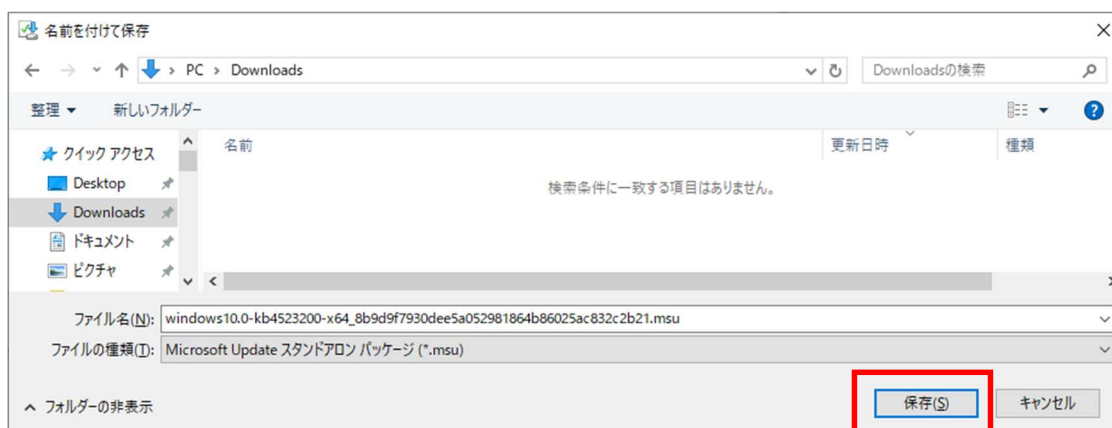 名前を付けて保存
PC > Downloads
Downloadsの検索
整理
新しいフォルダー
クイック アクセス
Desktop
Downloads
ドキュメント
ピクチャ
名前
更新日時
種類
検索条件に一致する項目はありません。
ファイル名(N): windows10.0-kb4523200-x64_8b9d9f7930dee5a052981864b86025ac832c2b21.msu
ファイルの種類(T): Microsoft Update スタンドアロン パッケージ (*.msu)
フォルダーの非表示
保存(S)
キャンセル